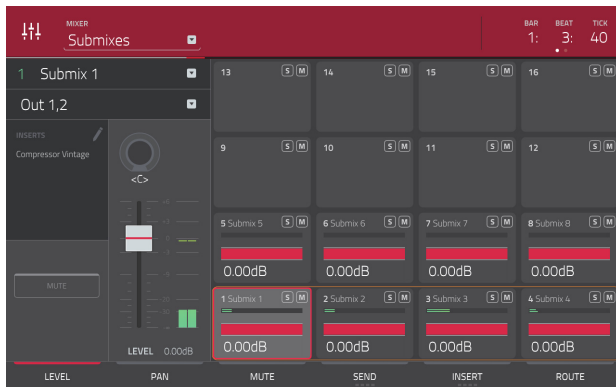 MIXER
Submixes
BAR BEAT TICK
1: 3: 40
1 Submix 1
Out 1,2
INSERTS
Compressor Vintage
<C>
MUTE
LEVEL 0.00dB
13 S M 14 S M 15 S M 16 S M
9 S M 10 S M 11 S M 12 S M
5 Submix 5 S M 6 Submix 6 S M 7 Submix 7 S M 8 Submix 8 S M
0.00dB 0.00dB 0.00dB 0.00dB
1 Submix 1 S M 2 Submix 2 S M 3 Submix 3 S M 4 Submix 4 S M
0.00dB 0.00dB 0.00dB 0.00dB
LEVEL PAN MUTE SEND INSERT ROUTE